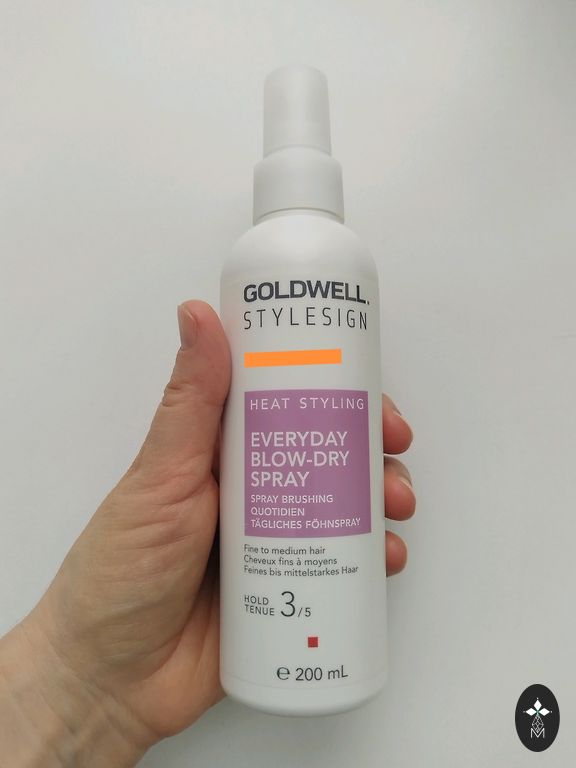 GOLDWELL.
STYLESIGN
HEAT STYLING
EVERYDAY
BLOW-DRY
SPRAY
SPRAY BRUSHING
QUOTIDIEN
TÄGLICHES FÖHNSPRAY
Fine to medium hair
Cheveux fins à moyens
Feines bis mittelstarkes Haar
HOLD
TENUE 3/5
℮ 200 mL
M